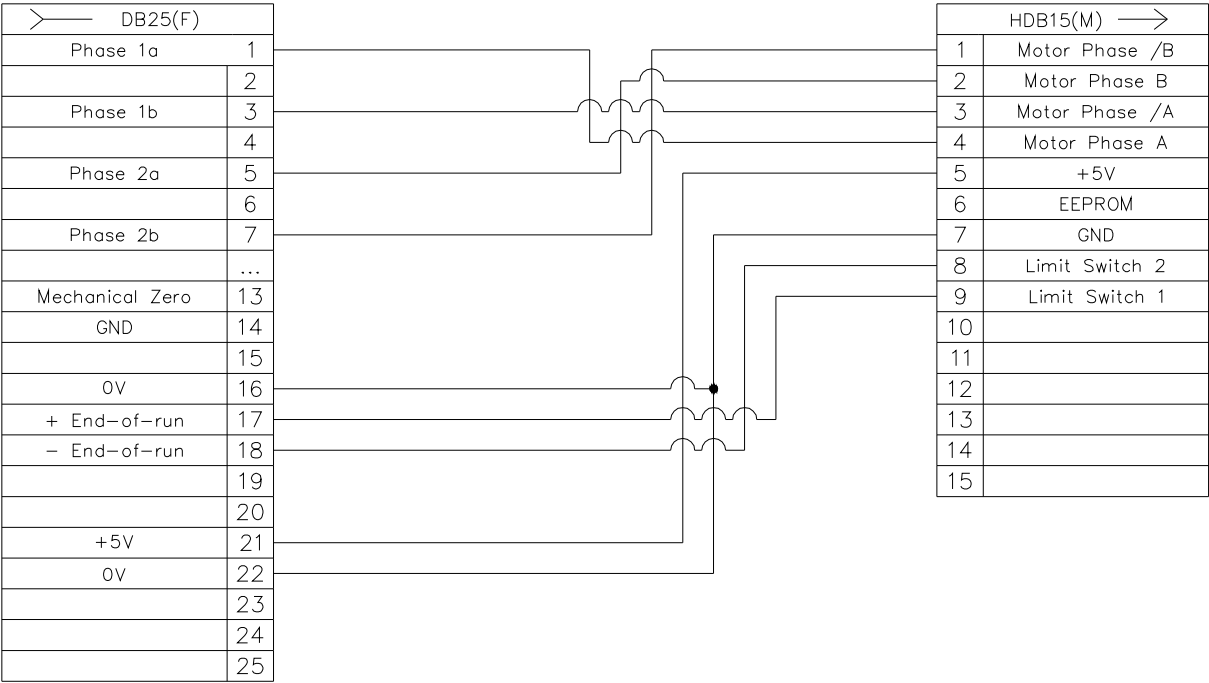 DB25(F)
Phase 1a 1
2
Phase 1b 3
4
Phase 2a 5
6
Phase 2b 7
...
Mechanical Zero 13
GND 14
15
0V 16
+ End-of-run 17
- End-of-run 18
19
20
+5V 21
0V 22
23
24
25
HDB15(M)
1 Motor Phase /B
2 Motor Phase B
3 Motor Phase /A
4 Motor Phase A
5 +5V
6 EEPROM
7 GND
8 Limit Switch 2
9 Limit Switch 1
10
11
12
13
14
15